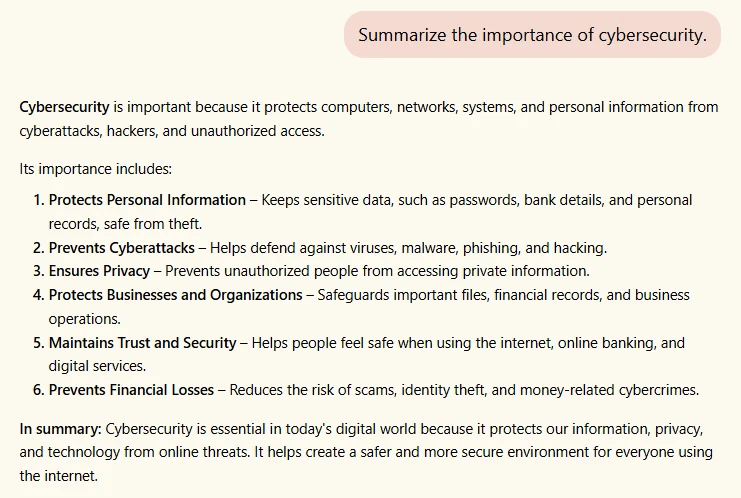 Summarize the importance of cybersecurity.
Cybersecurity is important because it protects computers, networks, systems, and personal information from
cyberattacks, hackers, and unauthorized access.
Its importance includes:
1. Protects Personal Information – Keeps sensitive data, such as passwords, bank details, and personal
records, safe from theft.
2. Prevents Cyberattacks – Helps defend against viruses, malware, phishing, and hacking.
3. Ensures Privacy – Prevents unauthorized people from accessing private information.
4. Protects Businesses and Organizations – Safeguards important files, financial records, and business
operations.
5. Maintains Trust and Security – Helps people feel safe when using the internet, online banking, and
digital services.
6. Prevents Financial Losses – Reduces the risk of scams, identity theft, and money-related cybercrimes.
In summary: Cybersecurity is essential in today's digital world because it protects our information, privacy,
and technology from online threats. It helps create a safer and more secure environment for everyone using
the internet.